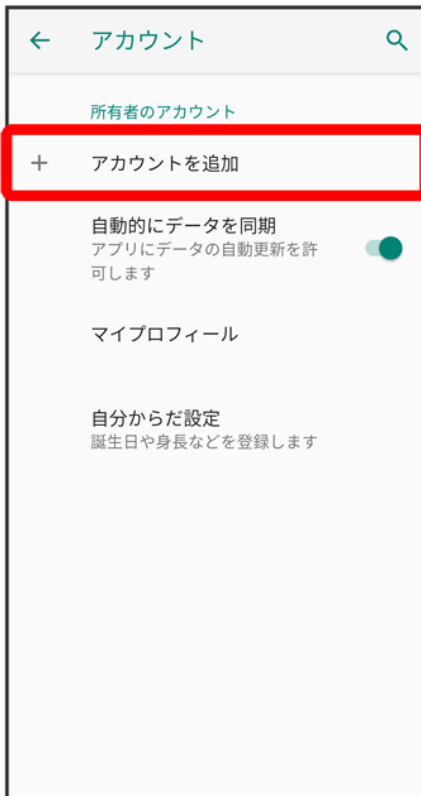 アカウント
所有者のアカウント
アカウントを追加
自動的にデータを同期
アプリにデータの自動更新を許
可します
マイプロフィール
自分からだ設定
誕生日や身長などを登録します